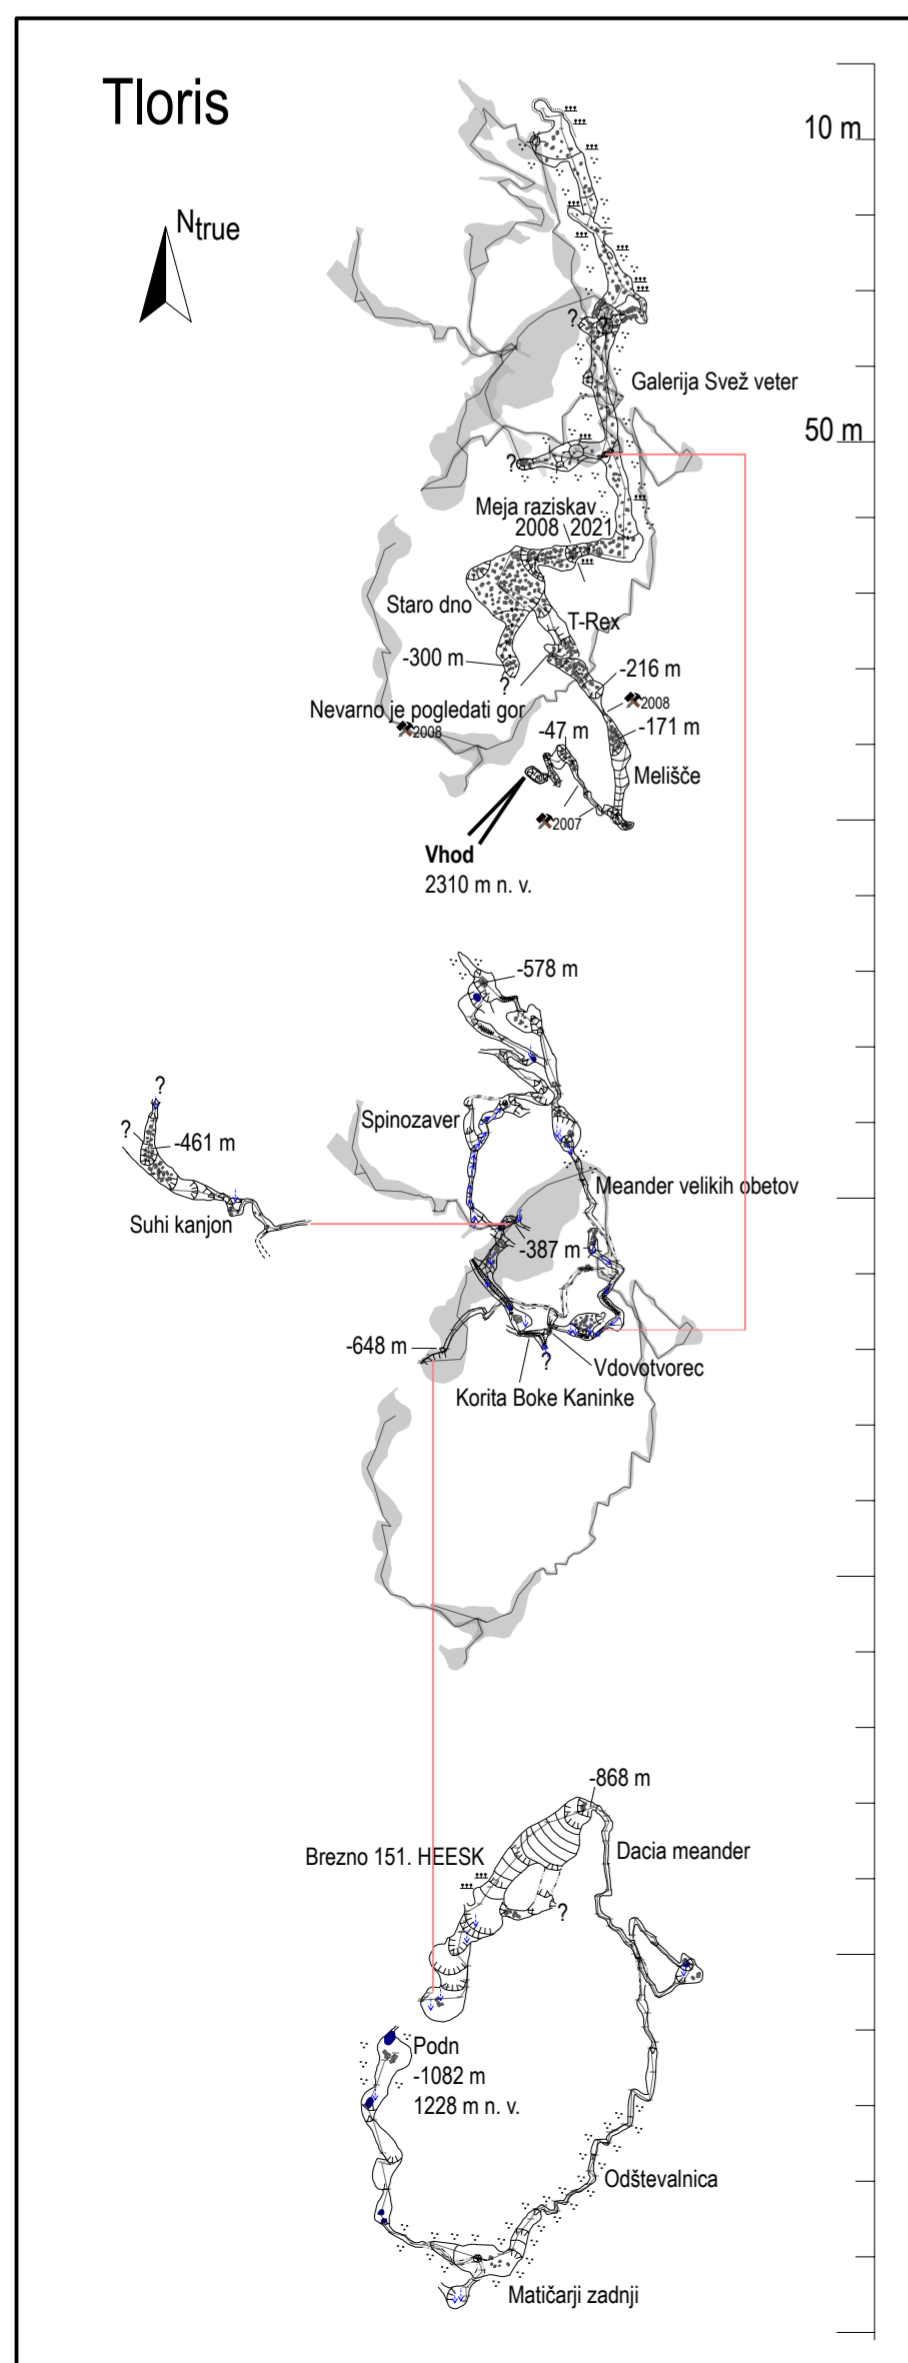 Tloris
10 m
Ntrue
?
Galerija Svež veter
50 m
?
Meja raziskav
2008 2021
Staro dno
T-Rex
-300 m
-216 m
?
2008
Nevarno je pogledati gor
2008
-47 m
-171 m
Melišče
2007
Vhod
2310 m n. v.
-578 m
?
?
-461 m
Spinozaver
Meander velikih obetov
Suhi kanjon
-387 m
-648 m
?
Vdovotvorec
Korita Boke Kaninke
-868 m
Dacia meander
Brezno 151. HEESK
?
Podn
-1082 m
1228 m n. v.
Odštevalnica
Matičarji zadnji